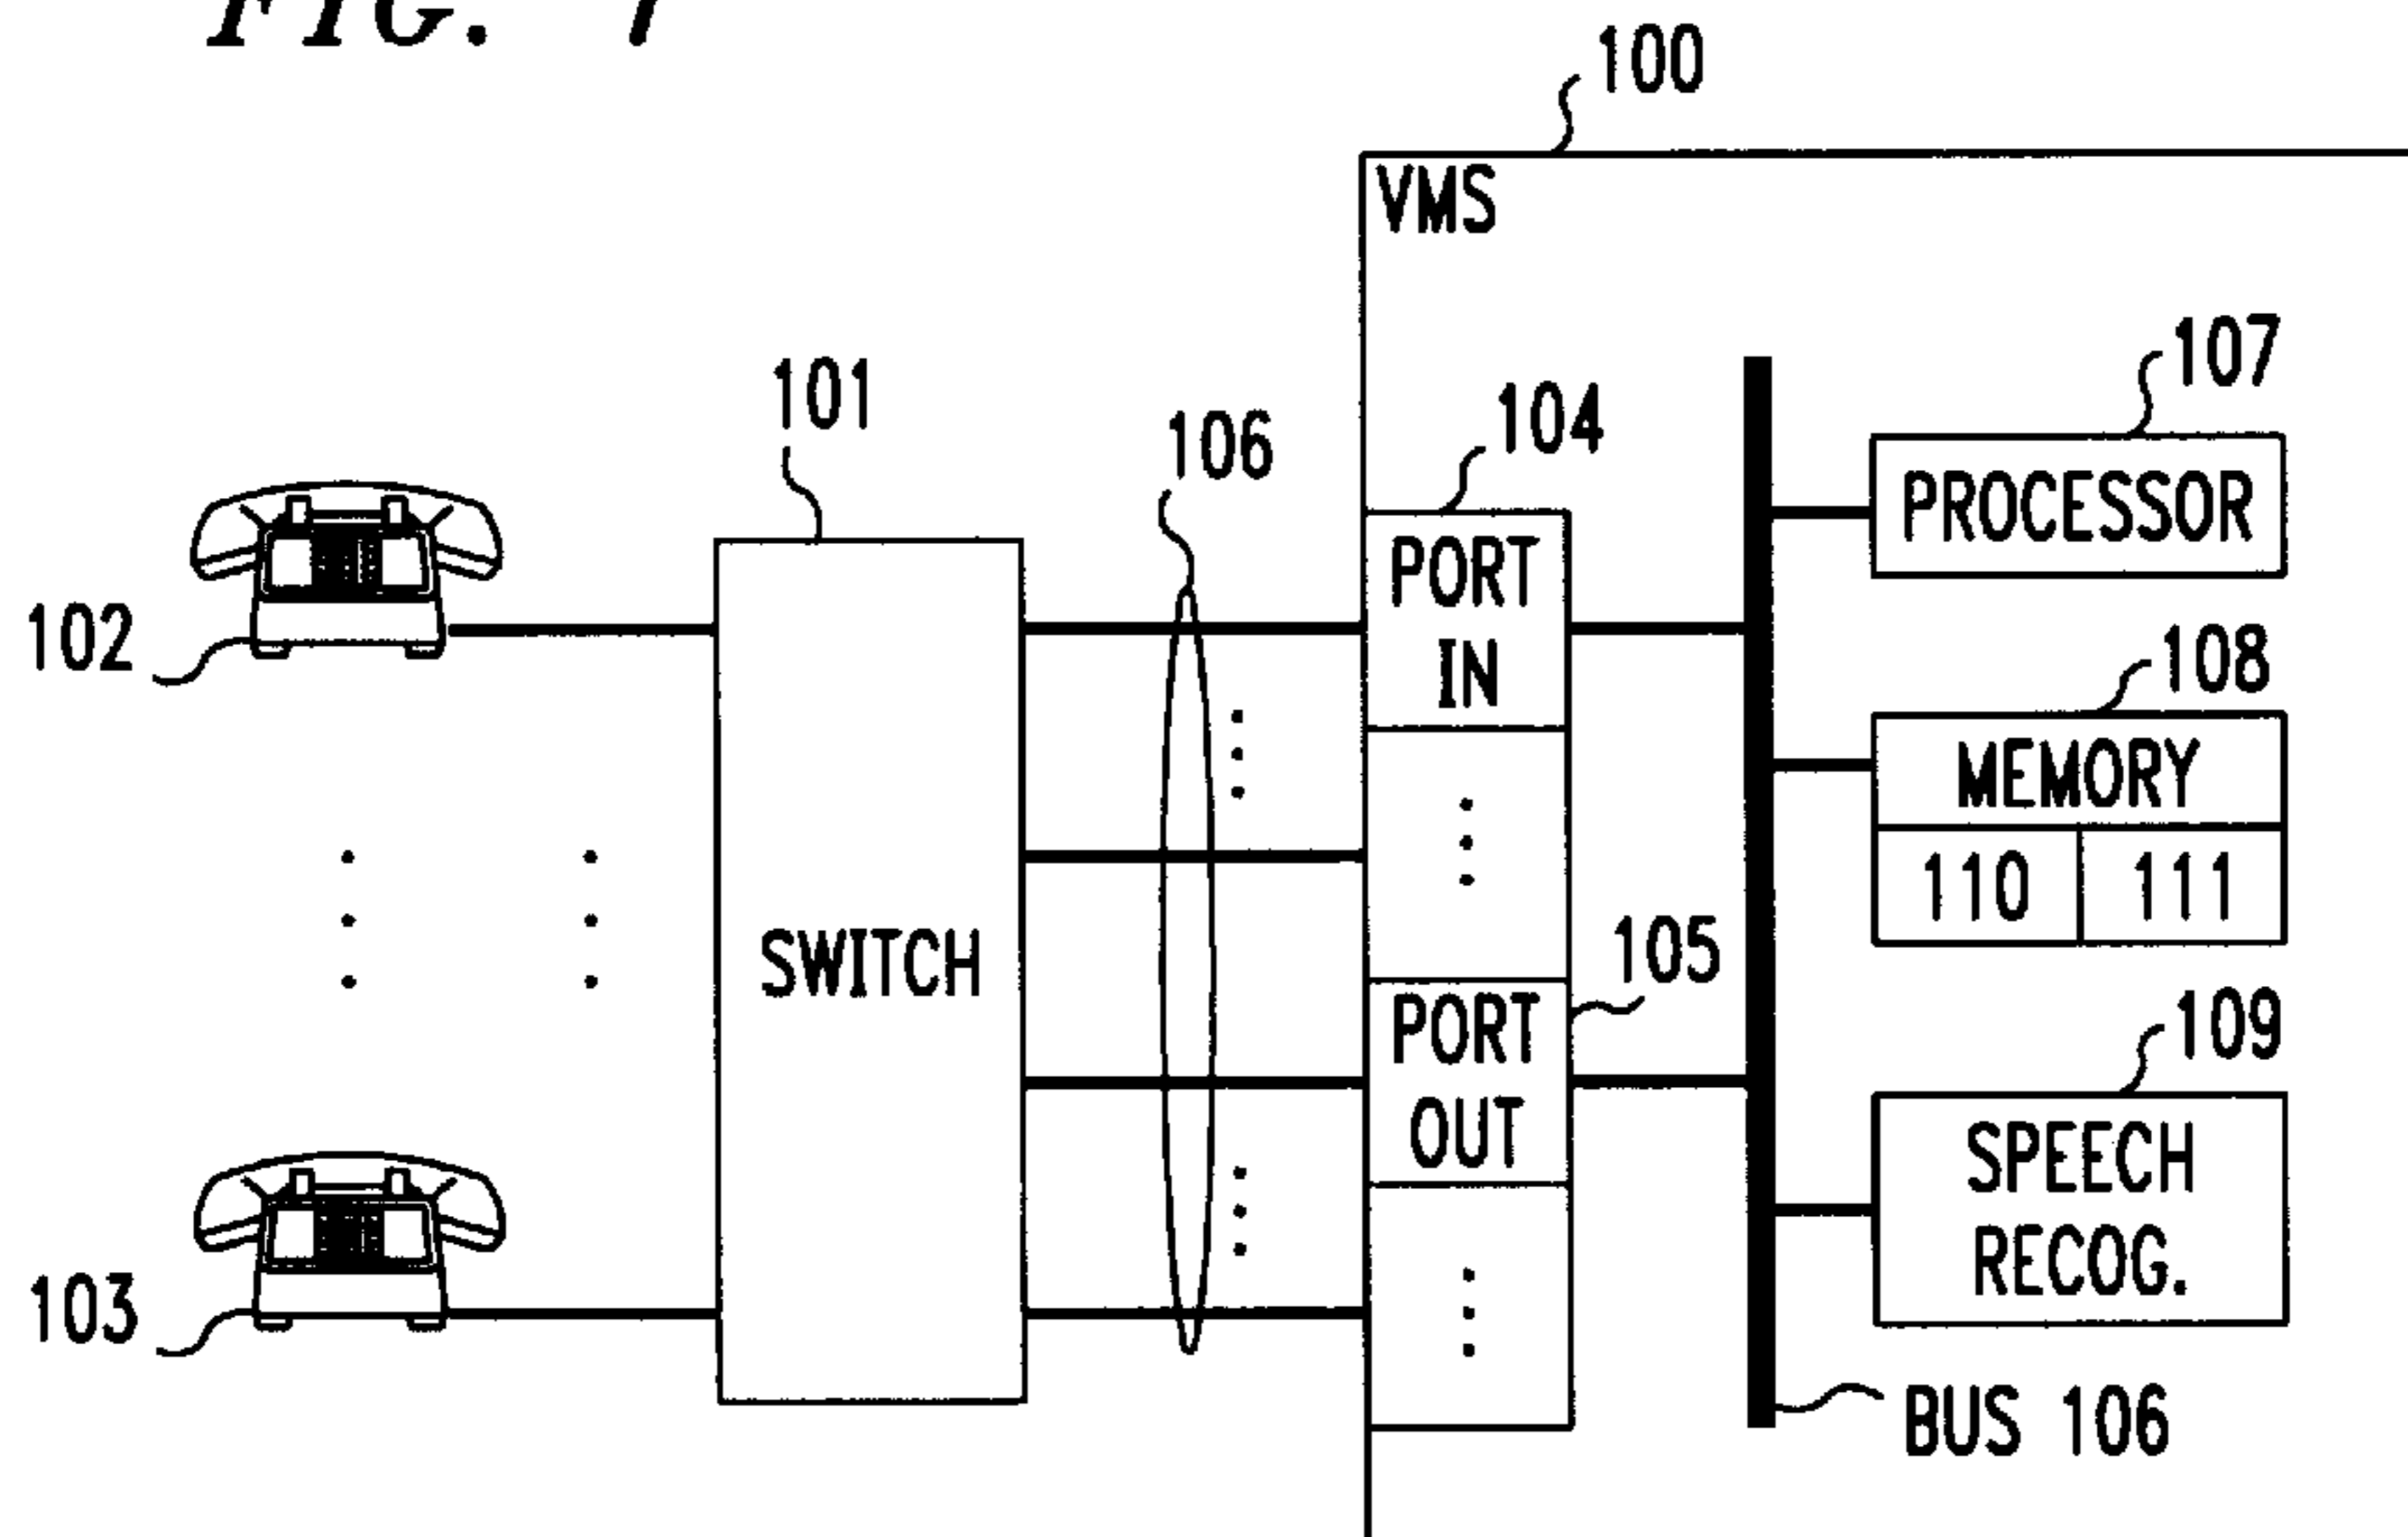 FIG. 1
100
VMS
101
106
104
107
PORT
IN
PROCESSOR
102
108
MEMORY
110 111
SWITCH
105
PORT
OUT
109
SPEECH
RECOG.
103
BUS 106